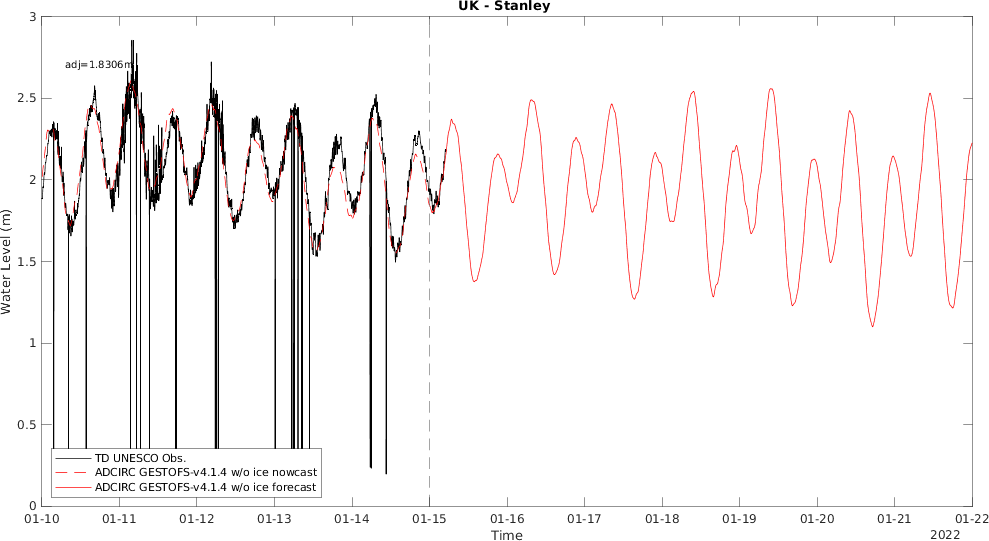 UK - Stanley
adj=1.8306m
3
2.5
2
1.5
1
0.5
0
Water Level (m)
TD UNESCO Obs.
ADCIRC GESTOFS-v4.1.4 w/o ice nowcast
ADCIRC GESTOFS-v4.1.4 w/o ice forecast
01-10 01-11 01-12 01-13 01-14 01-15 01-16 01-17 01-18 01-19 01-20 01-21 01-22
Time
2022